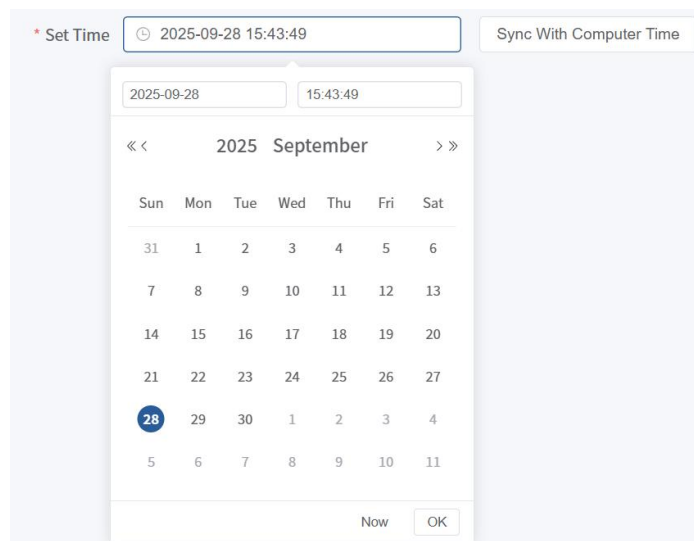 * Set Time 2025-09-28 15:43:49 Sync With Computer Time
2025-09-28 15:43:49
« < 2025 September > »
Sun Mon Tue Wed Thu Fri Sat
31 1 2 3 4 5 6
7 8 9 10 11 12 13
14 15 16 17 18 19 20
21 22 23 24 25 26 27
28 29 30 1 2 3 4
5 6 7 8 9 10 11
Now OK